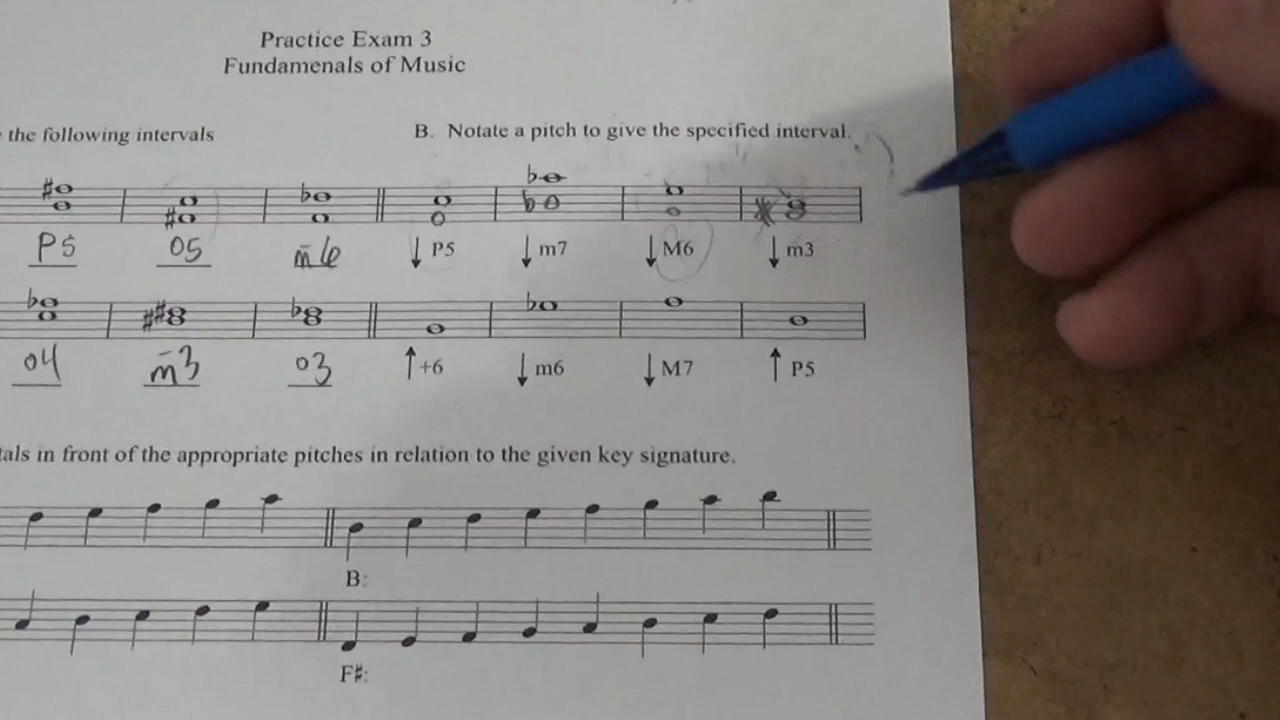 Practice Exam 3
Fundamenals of Music
the following intervals
B. Notate a pitch to give the specified interval.
P5 o5 m6 ↓ P5 ↓ m7 ↓ M6 ↓ m3
o4 m3 o3 ↑ +6 ↓ m6 ↓ M7 ↑ P5
tals in front of the appropriate pitches in relation to the given key signature.
B:
F#: